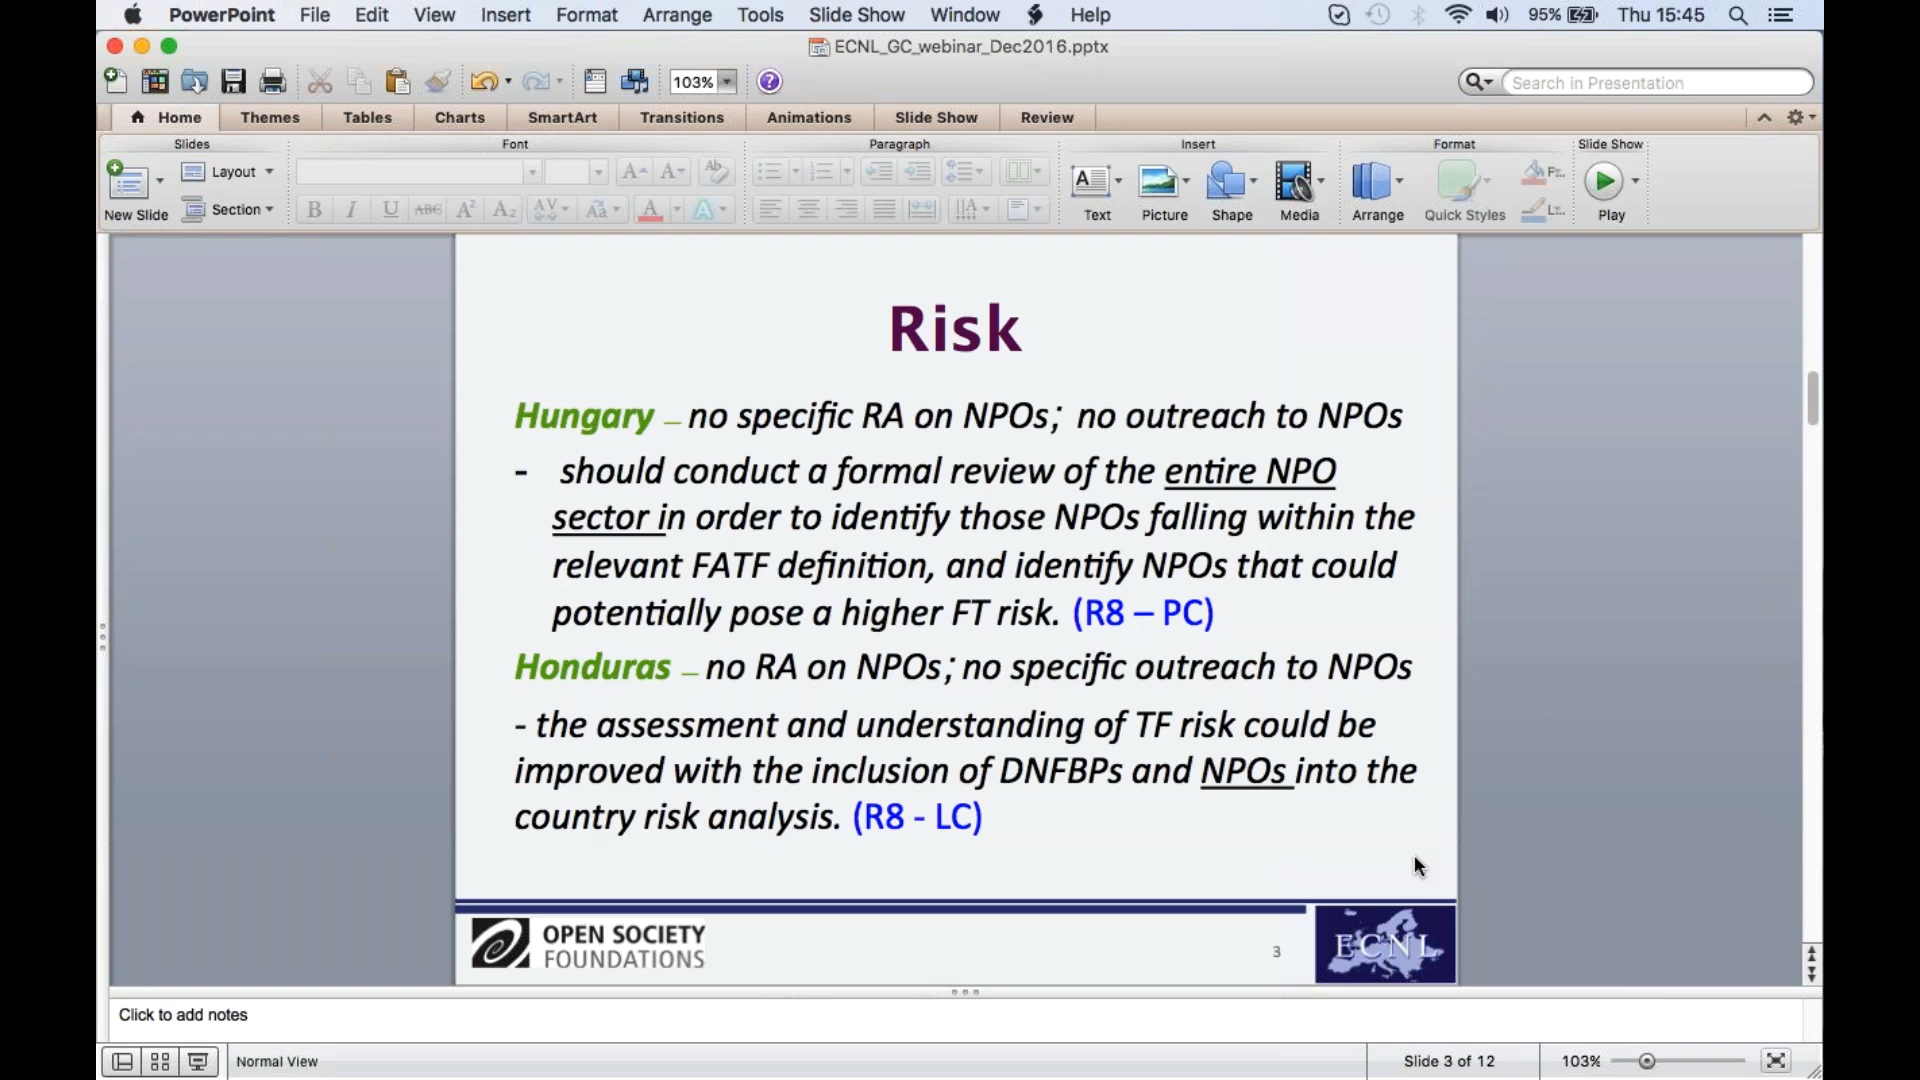 PowerPoint File Edit View Insert Format Arrange Tools Slide Show Window Help 95% Thu 15:45
ECNL_GC_webinar_Dec2016.pptx
103% Search in Presentation
Home Themes Tables Charts SmartArt Transitions Animations Slide Show Review
Slides Font Paragraph Insert Format Slide Show
Layout
New Slide Section
Text Picture Shape Media Arrange Quick Styles Play
Risk
Hungary – no specific RA on NPOs; no outreach to NPOs
- should conduct a formal review of the entire NPO
sector in order to identify those NPOs falling within the
relevant FATF definition, and identify NPOs that could
potentially pose a higher FT risk. (R8 – PC)
Honduras – no RA on NPOs; no specific outreach to NPOs
- the assessment and understanding of TF risk could be
improved with the inclusion of DNFBPs and NPOs into the
country risk analysis. (R8 - LC)
OPEN SOCIETY
FOUNDATIONS
3
ECNL
Click to add notes
Normal View Slide 3 of 12 103%